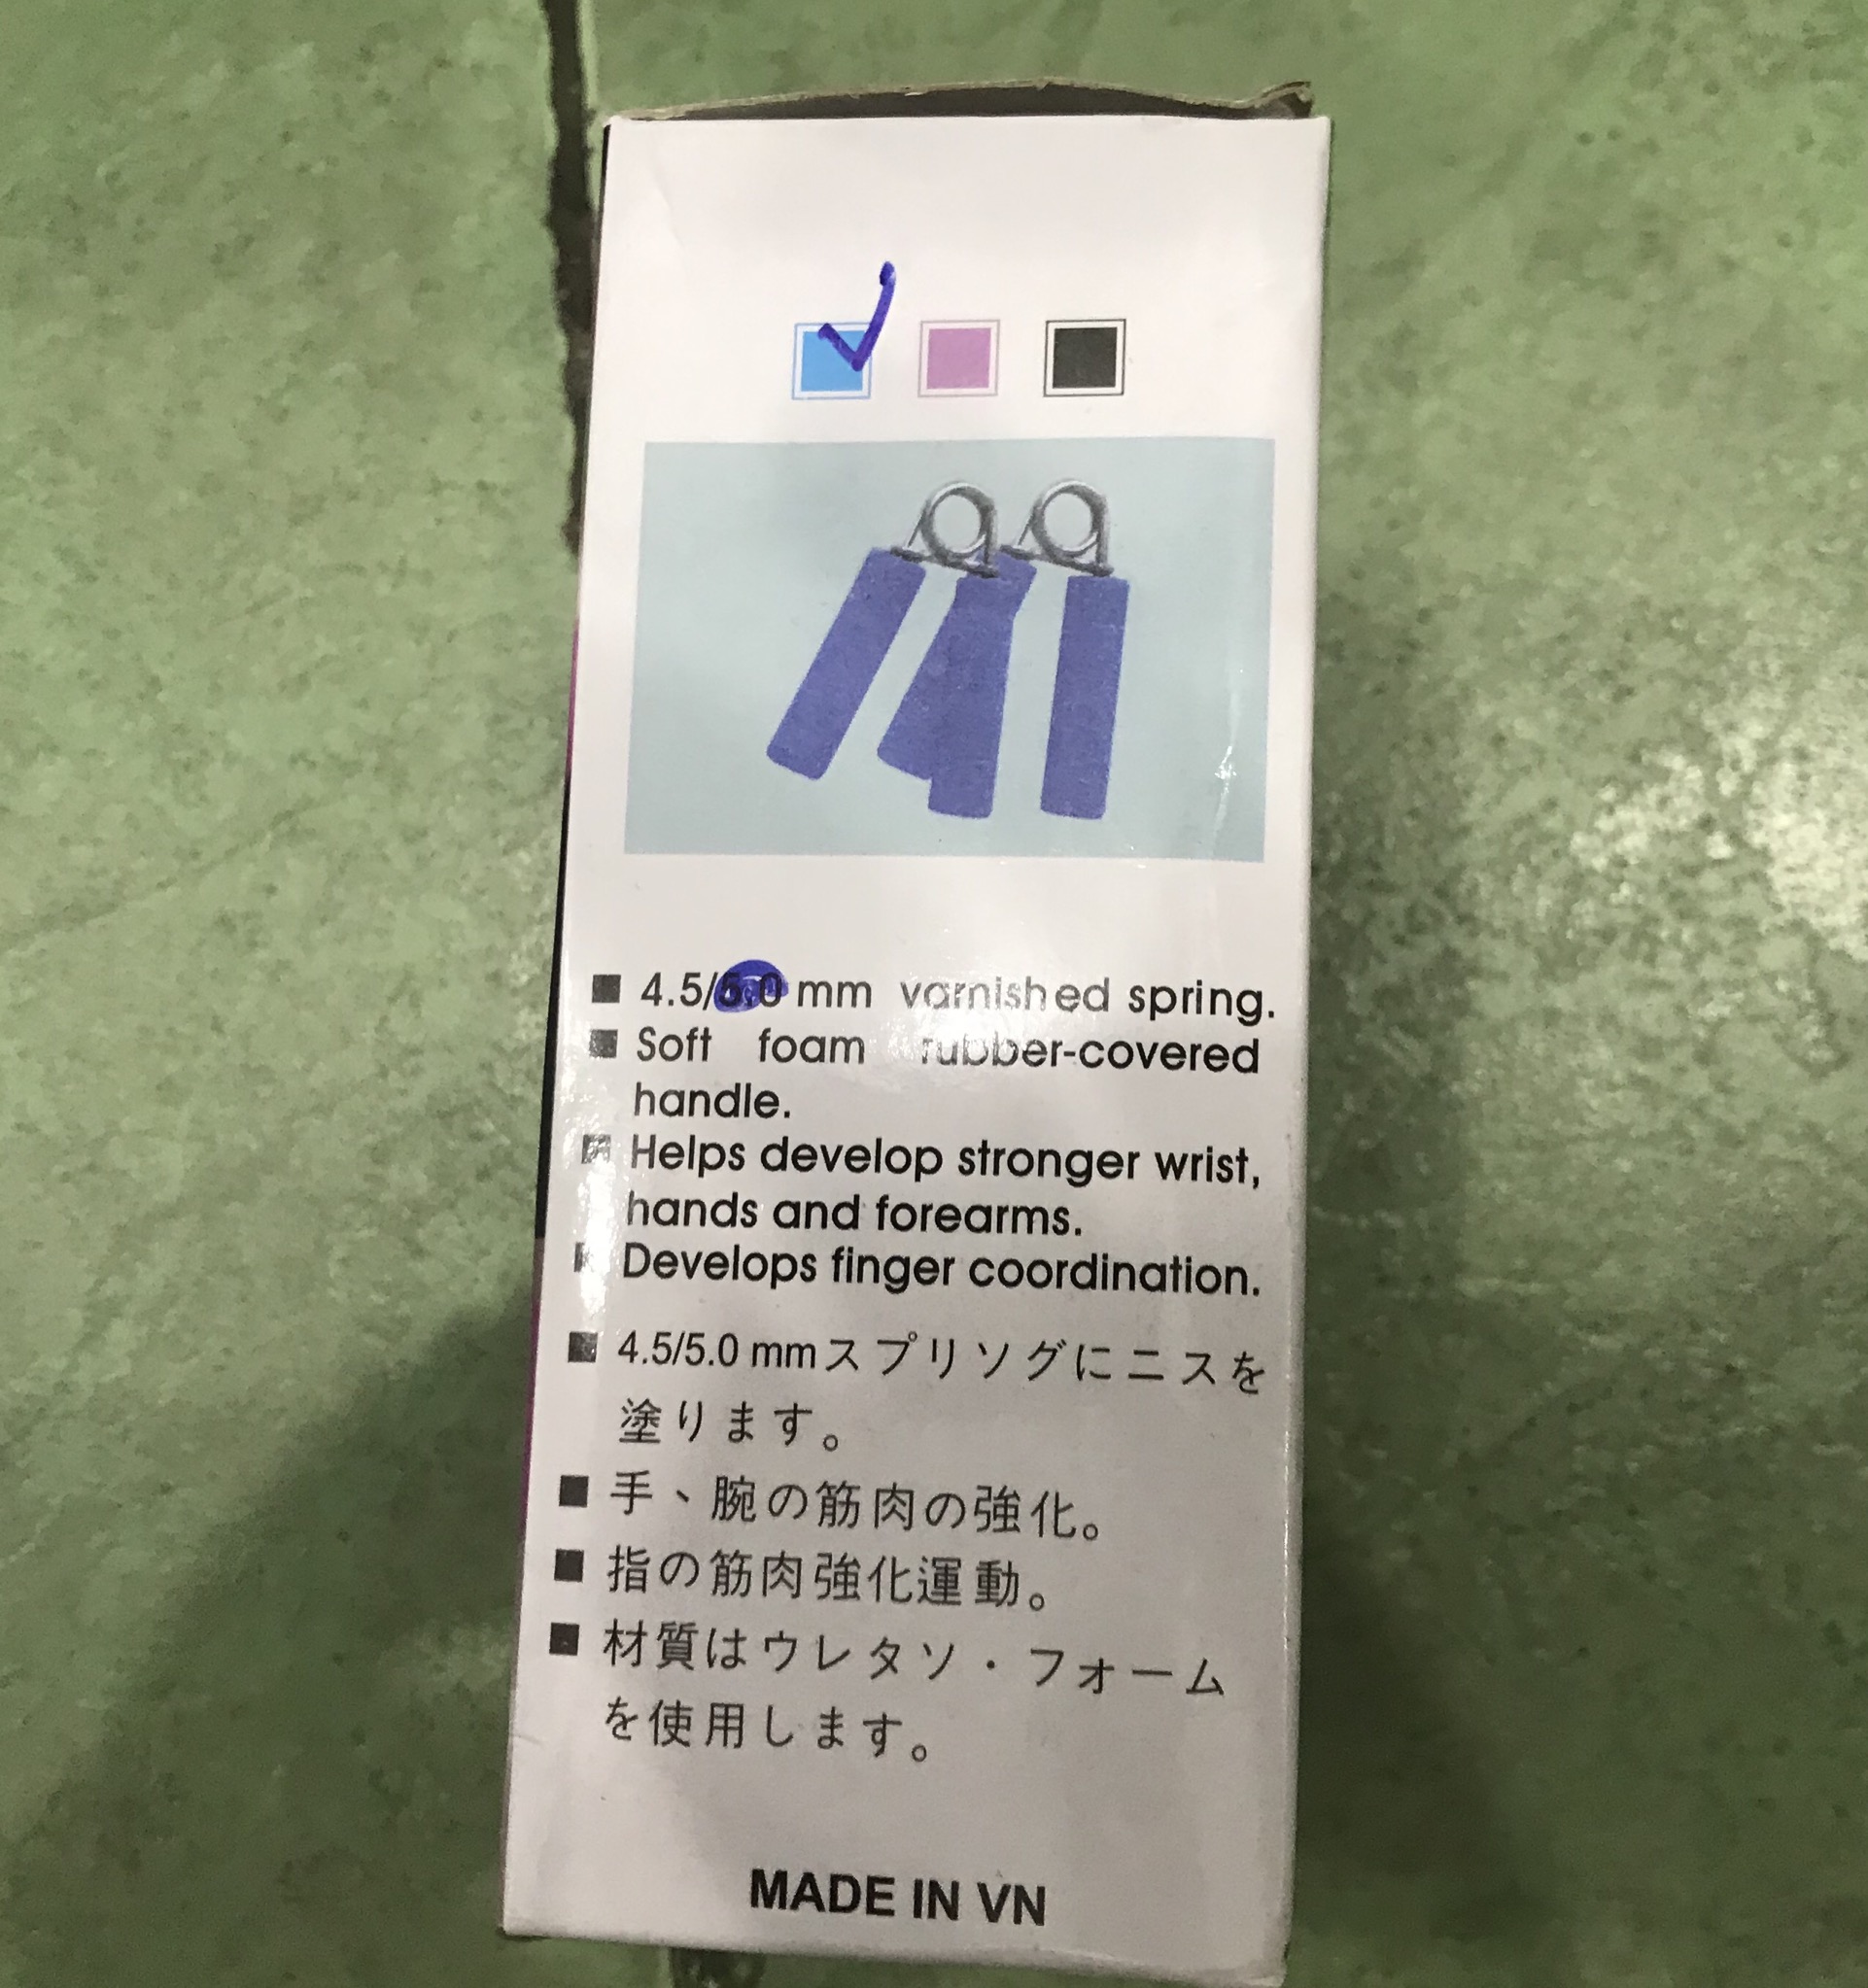 ■ 4.5/5.0 mm varnished spring.
■ Soft foam rubber-covered
handle.
■ Helps develop stronger wrist,
hands and forearms.
■ Develops finger coordination.
■ 4.5/5.0 mmスプリソグにニスを
塗ります。
■ 手、腕の筋肉の強化。
■ 指の筋肉強化運動。
■ 材質はウレタソ・フォーム
を使用します。
MADE IN VN